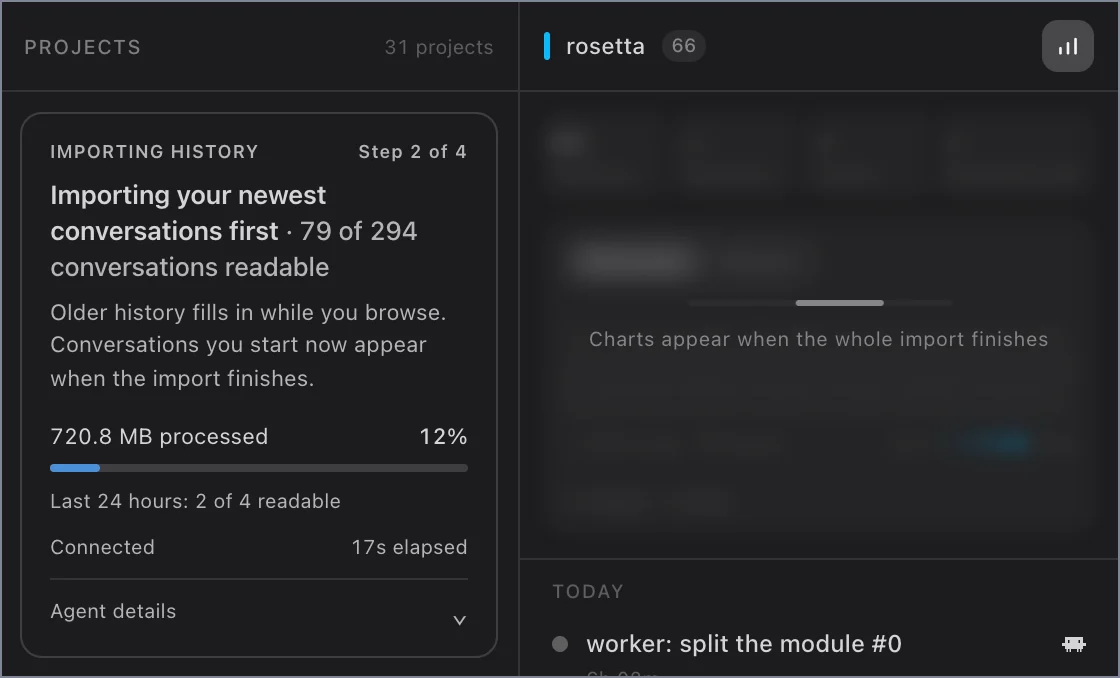 PROJECTS
31 projects
IMPORTING HISTORY
Step 2 of 4
Importing your newest
conversations first · 79 of 294
conversations readable
Older history fills in while you browse.
Conversations you start now appear
when the import finishes.
720.8 MB processed
12%
Last 24 hours: 2 of 4 readable
Connected
17s elapsed
Agent details
rosetta
66
Charts appear when the whole import finishes
TODAY
worker: split the module #0